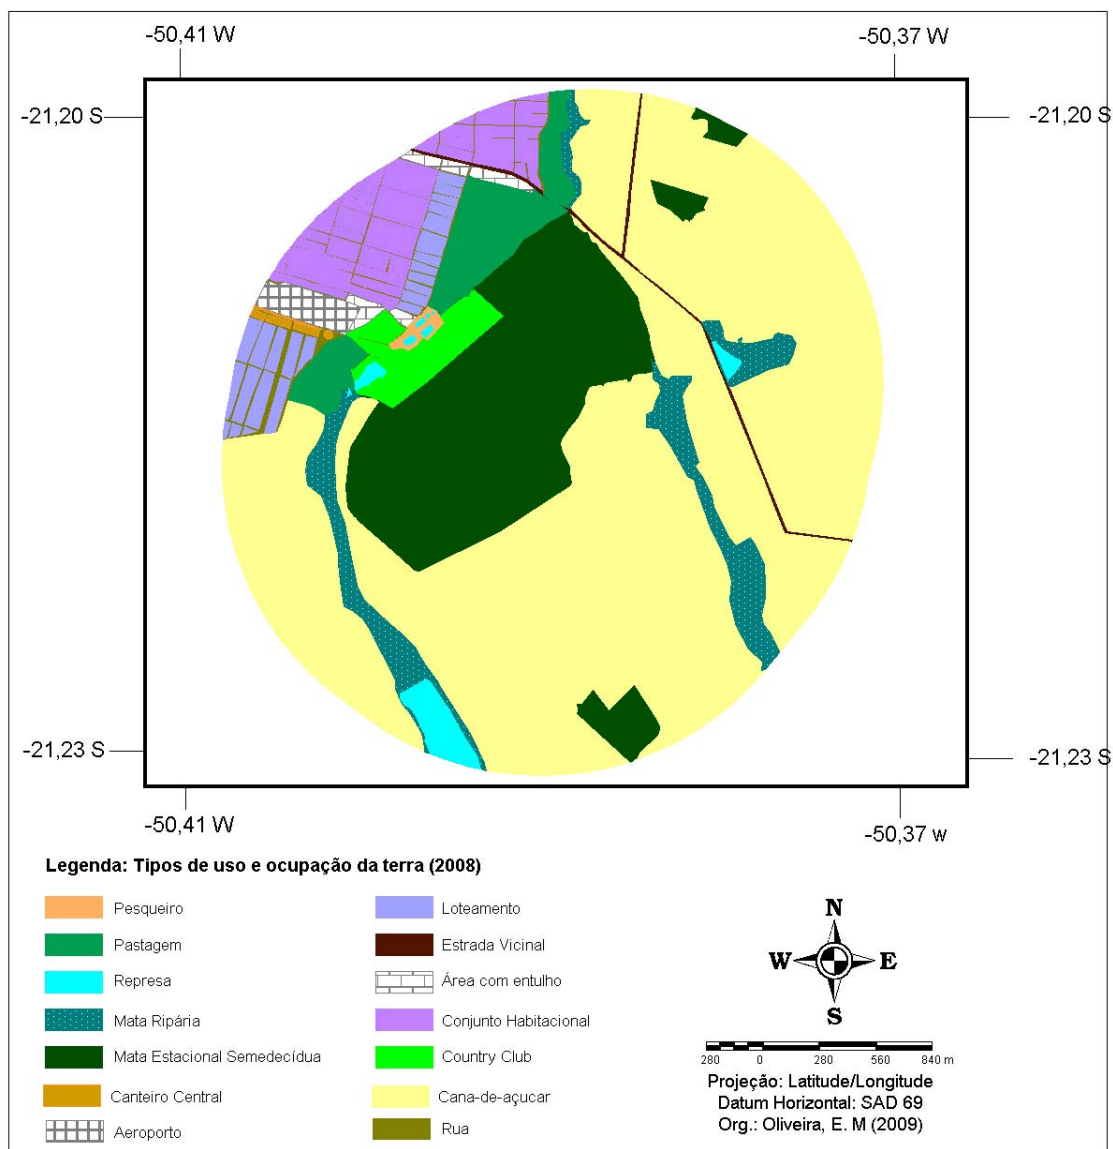 -50,41 W
-50,37 W
-21,20 S
-21,20 S
-21,23 S
-21,23 S
-50,41 W
-50,37 w
Legenda: Tipos de uso e ocupação da terra (2008)
Pesqueiro
Pastagem
Represa
Mata Ripária
Mata Estacional Semedecídua
Canteiro Central
Aeroporto
Loteamento
Estrada Vicinal
Área com entulho
Conjunto Habitacional
Country Club
Cana-de-açucar
Rua
N
W E
S
280 0 280 560 840 m
Projeção: Latitude/Longitude
Datum Horizontal: SAD 69
Org.: Oliveira, E. M (2009)